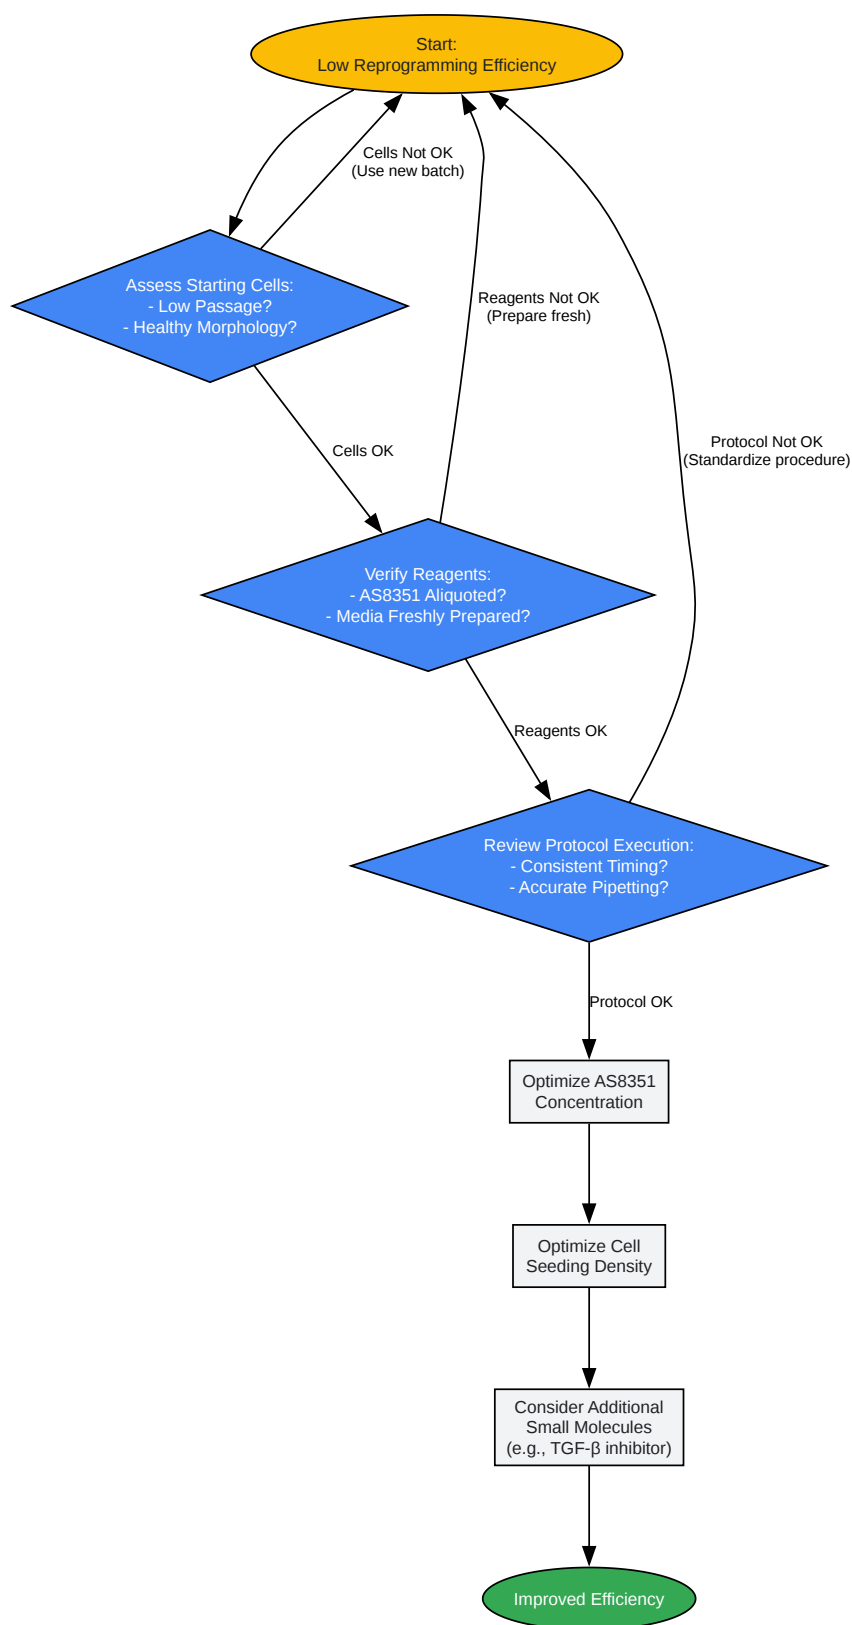 Start:
Low Reprogramming Efficiency
Cells Not OK
(Use new batch)
Assess Starting Cells:
- Low Passage?
- Healthy Morphology?
Reagents Not OK
(Prepare fresh)
Cells OK
Protocol Not OK
(Standardize procedure)
Verify Reagents:
- AS8351 Aliquoted?
- Media Freshly Prepared?
Reagents OK
Review Protocol Execution:
- Consistent Timing?
- Accurate Pipetting?
Protocol OK
Optimize AS8351
Concentration
Optimize Cell
Seeding Density
Consider Additional
Small Molecules
(e.g., TGF-β inhibitor)
Improved Efficiency